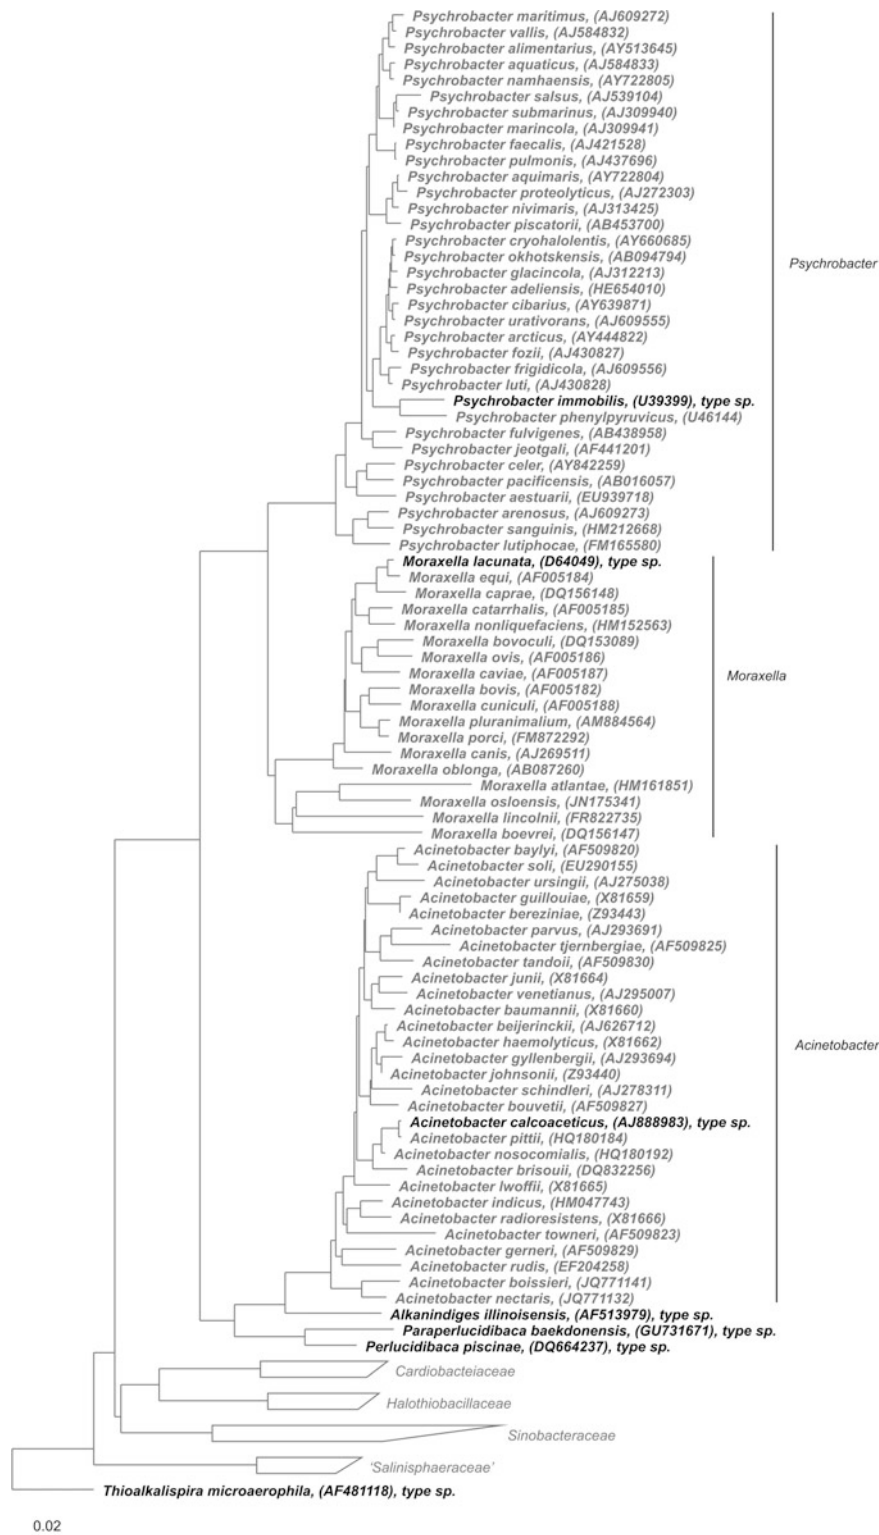 Psychrobacter maritimus, (AJ609272)
Psychrobacter vallis, (AJ584832)
Psychrobacter alimentarius, (AY513645)
Psychrobacter aquaticus, (AJ584833)
Psychrobacter namhaensis, (AY722805)
Psychrobacter salsus, (AJ539104)
Psychrobacter submarinus, (AJ309940)
Psychrobacter marincola, (AJ309941)
Psychrobacter faecalis, (AJ421528)
Psychrobacter pulmonis, (AJ437696)
Psychrobacter aquimaris, (AY722804)
Psychrobacter proteolyticus, (AJ272303)
Psychrobacter nivimaris, (AJ313425)
Psychrobacter piscatorii, (AB453700)
Psychrobacter cryohalolentis, (AY660685)
Psychrobacter okhotskensis, (AB094794)
Psychrobacter glacincola, (AJ312213)
Psychrobacter adeliensis, (HE654010)
Psychrobacter cibarius, (AY639871)
Psychrobacter urativorans, (AJ609555)
Psychrobacter arcticus, (AY444822)
Psychrobacter fozii, (AJ430827)
Psychrobacter frigidicola, (AJ609556)
Psychrobacter luti, (AJ430828)
Psychrobacter immobilis, (U39399), type sp.
Psychrobacter phenylpyruvicus, (U46144)
Psychrobacter fulvigenes, (AB438958)
Psychrobacter jeotgali, (AF441201)
Psychrobacter celer, (AY842259)
Psychrobacter pacificensis, (AB016057)
Psychrobacter aestuarii, (EU939718)
Psychrobacter arenosus, (AJ609273)
Psychrobacter sanguinis, (HM212668)
Psychrobacter lutiphocae, (FM165580)
Psychrobacter
Moraxella lacunata, (D64049), type sp.
Moraxella equi, (AF005184)
Moraxella caprae, (DQ156148)
Moraxella catarrhalis, (AF005185)
Moraxella nonliquefaciens, (HM152563)
Moraxella bovoculi, (DQ153089)
Moraxella ovis, (AF005186)
Moraxella caviae, (AF005187)
Moraxella bovis, (AF005182)
Moraxella cuniculi, (AF005188)
Moraxella pluranimalium, (AM884564)
Moraxella porci, (FM872292)
Moraxella canis, (AJ269511)
Moraxella oblonga, (AB087260)
Moraxella atlantae, (HM161851)
Moraxella osloensis, (JN175341)
Moraxella lincolnii, (FR822735)
Moraxella boevrei, (DQ156147)
Moraxella
Acinetobacter baylyi, (AF509820)
Acinetobacter soli, (EU290155)
Acinetobacter ursingii, (AJ275038)
Acinetobacter guillouiae, (X81659)
Acinetobacter bereziniae, (Z93443)
Acinetobacter parvus, (AJ293691)
Acinetobacter tjernbergiae, (AF509825)
Acinetobacter tandoii, (AF509830)
Acinetobacter junii, (X81664)
Acinetobacter venetianus, (AJ295007)
Acinetobacter baumannii, (X81660)
Acinetobacter beijerinckii, (AJ626712)
Acinetobacter haemolyticus, (X81662)
Acinetobacter gyllenbergii, (AJ293694)
Acinetobacter johnsonii, (Z93440)
Acinetobacter schindleri, (AJ278311)
Acinetobacter bouvetii, (AF509827)
Acinetobacter calcoaceticus, (AJ888983), type sp.
Acinetobacter pittii, (HQ180184)
Acinetobacter nosocomialis, (HQ180192)
Acinetobacter brisouii, (DQ832256)
Acinetobacter lwoffii, (X81665)
Acinetobacter indicus, (HM047743)
Acinetobacter radioresistens, (X81666)
Acinetobacter towneri, (AF509823)
Acinetobacter gerneri, (AF509829)
Acinetobacter rudis, (EF204258)
Acinetobacter boissieri, (JQ771141)
Acinetobacter nectaris, (JQ771132)
Acinetobacter
Alkanindiges illinoisensis, (AF513979), type sp.
Paraperlucidibaca baekdonensis, (GU731671), type sp.
Perlucidibaca piscinae, (DQ664237), type sp.
Cardiobacteiaceae
Halothiobacillaceae
Sinobacteraceae
‘Salinisphaeraceae’
Thioalkalispira microaerophila, (AF481118), type sp.
0.02